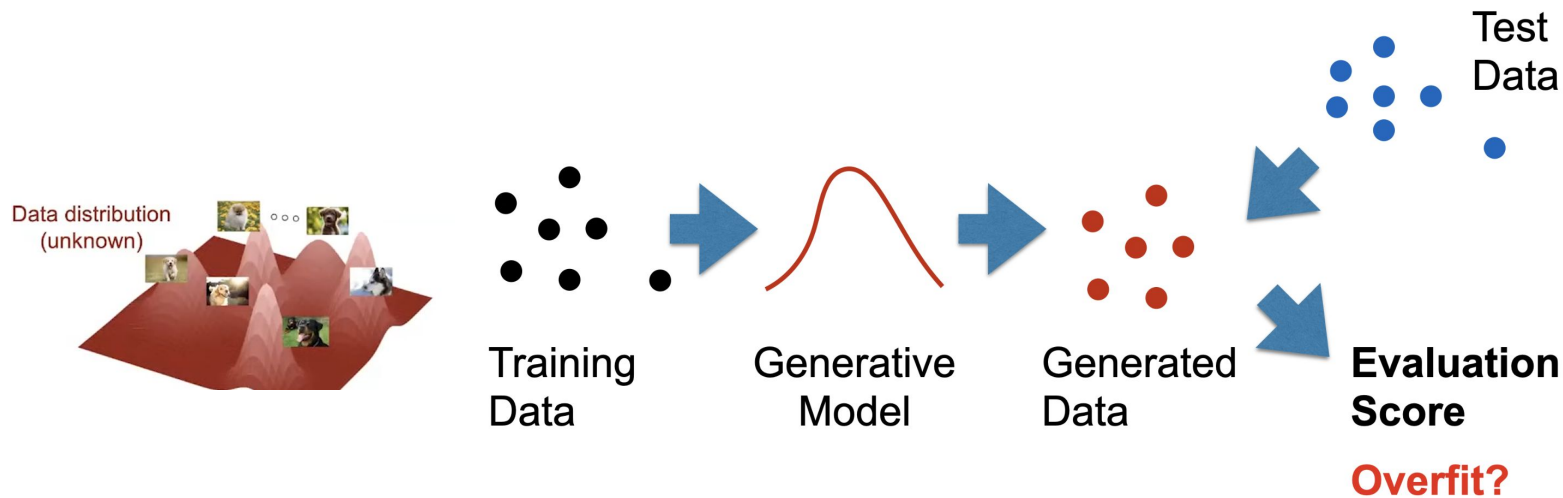 Data distribution
(unknown)
Training
Data
Generative
Model
Generated
Data
Test
Data
Evaluation
Score
Overfit?